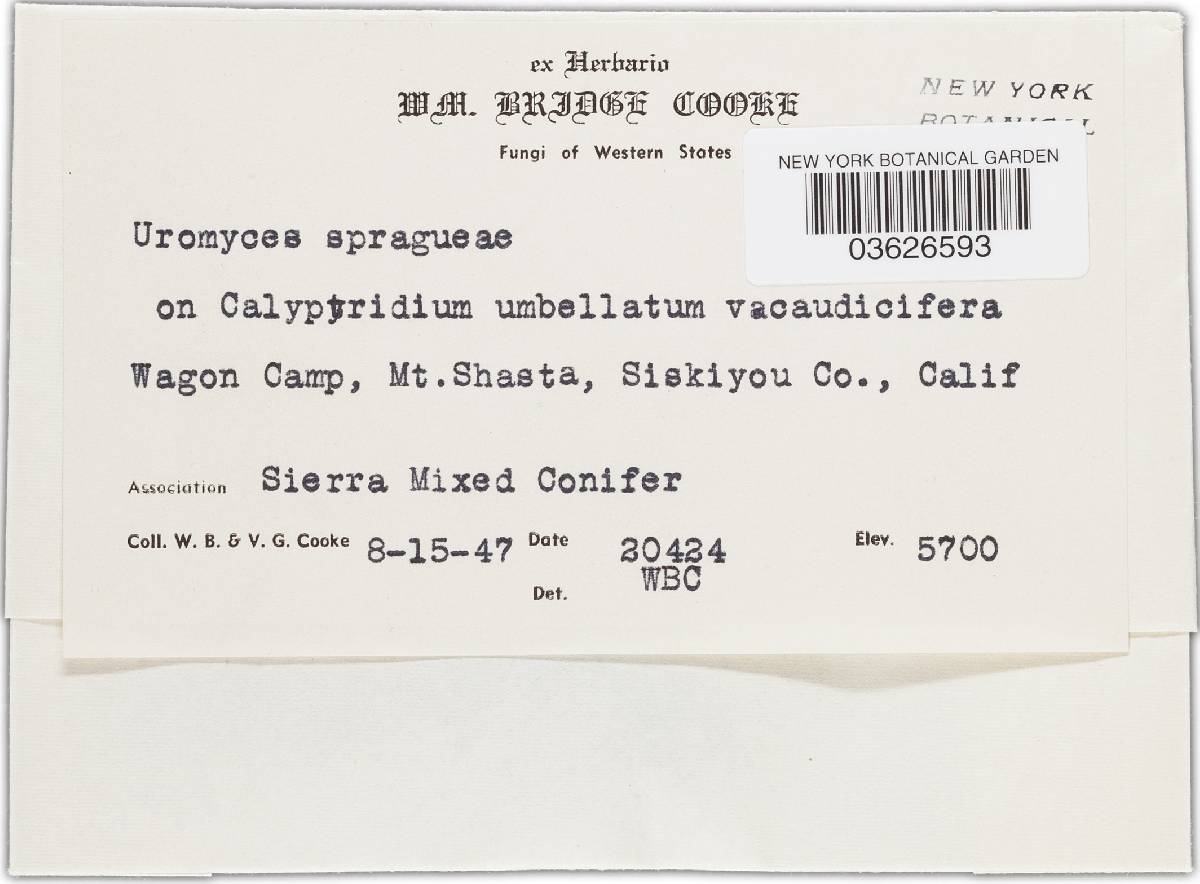 ex Herbario
WM. BRIDGE COOKE
Fungi of Western States
NEW YORK
BOTANICAL
NEW YORK BOTANICAL GARDEN
03626593
Uromyces spragueae
on Calyptridium umbellatum vacaudicifera
Wagon Camp, Mt.Shasta, Siskiyou Co., Calif
Association Sierra Mixed Conifer
Coll. W. B. & V. G. Cooke 8-15-47 Date 20424 Elev. 5700
WBC
Det.